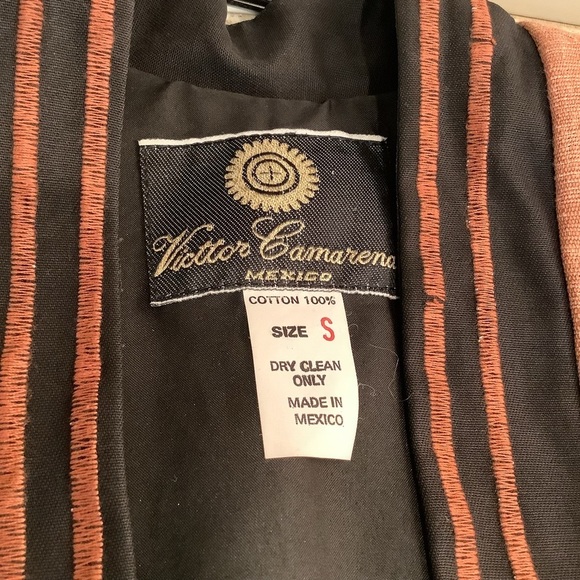 Victtor Camarena
MEXICO
COTTON 100%
SIZE S
DRY CLEAN
ONLY
MADE IN
MEXICO